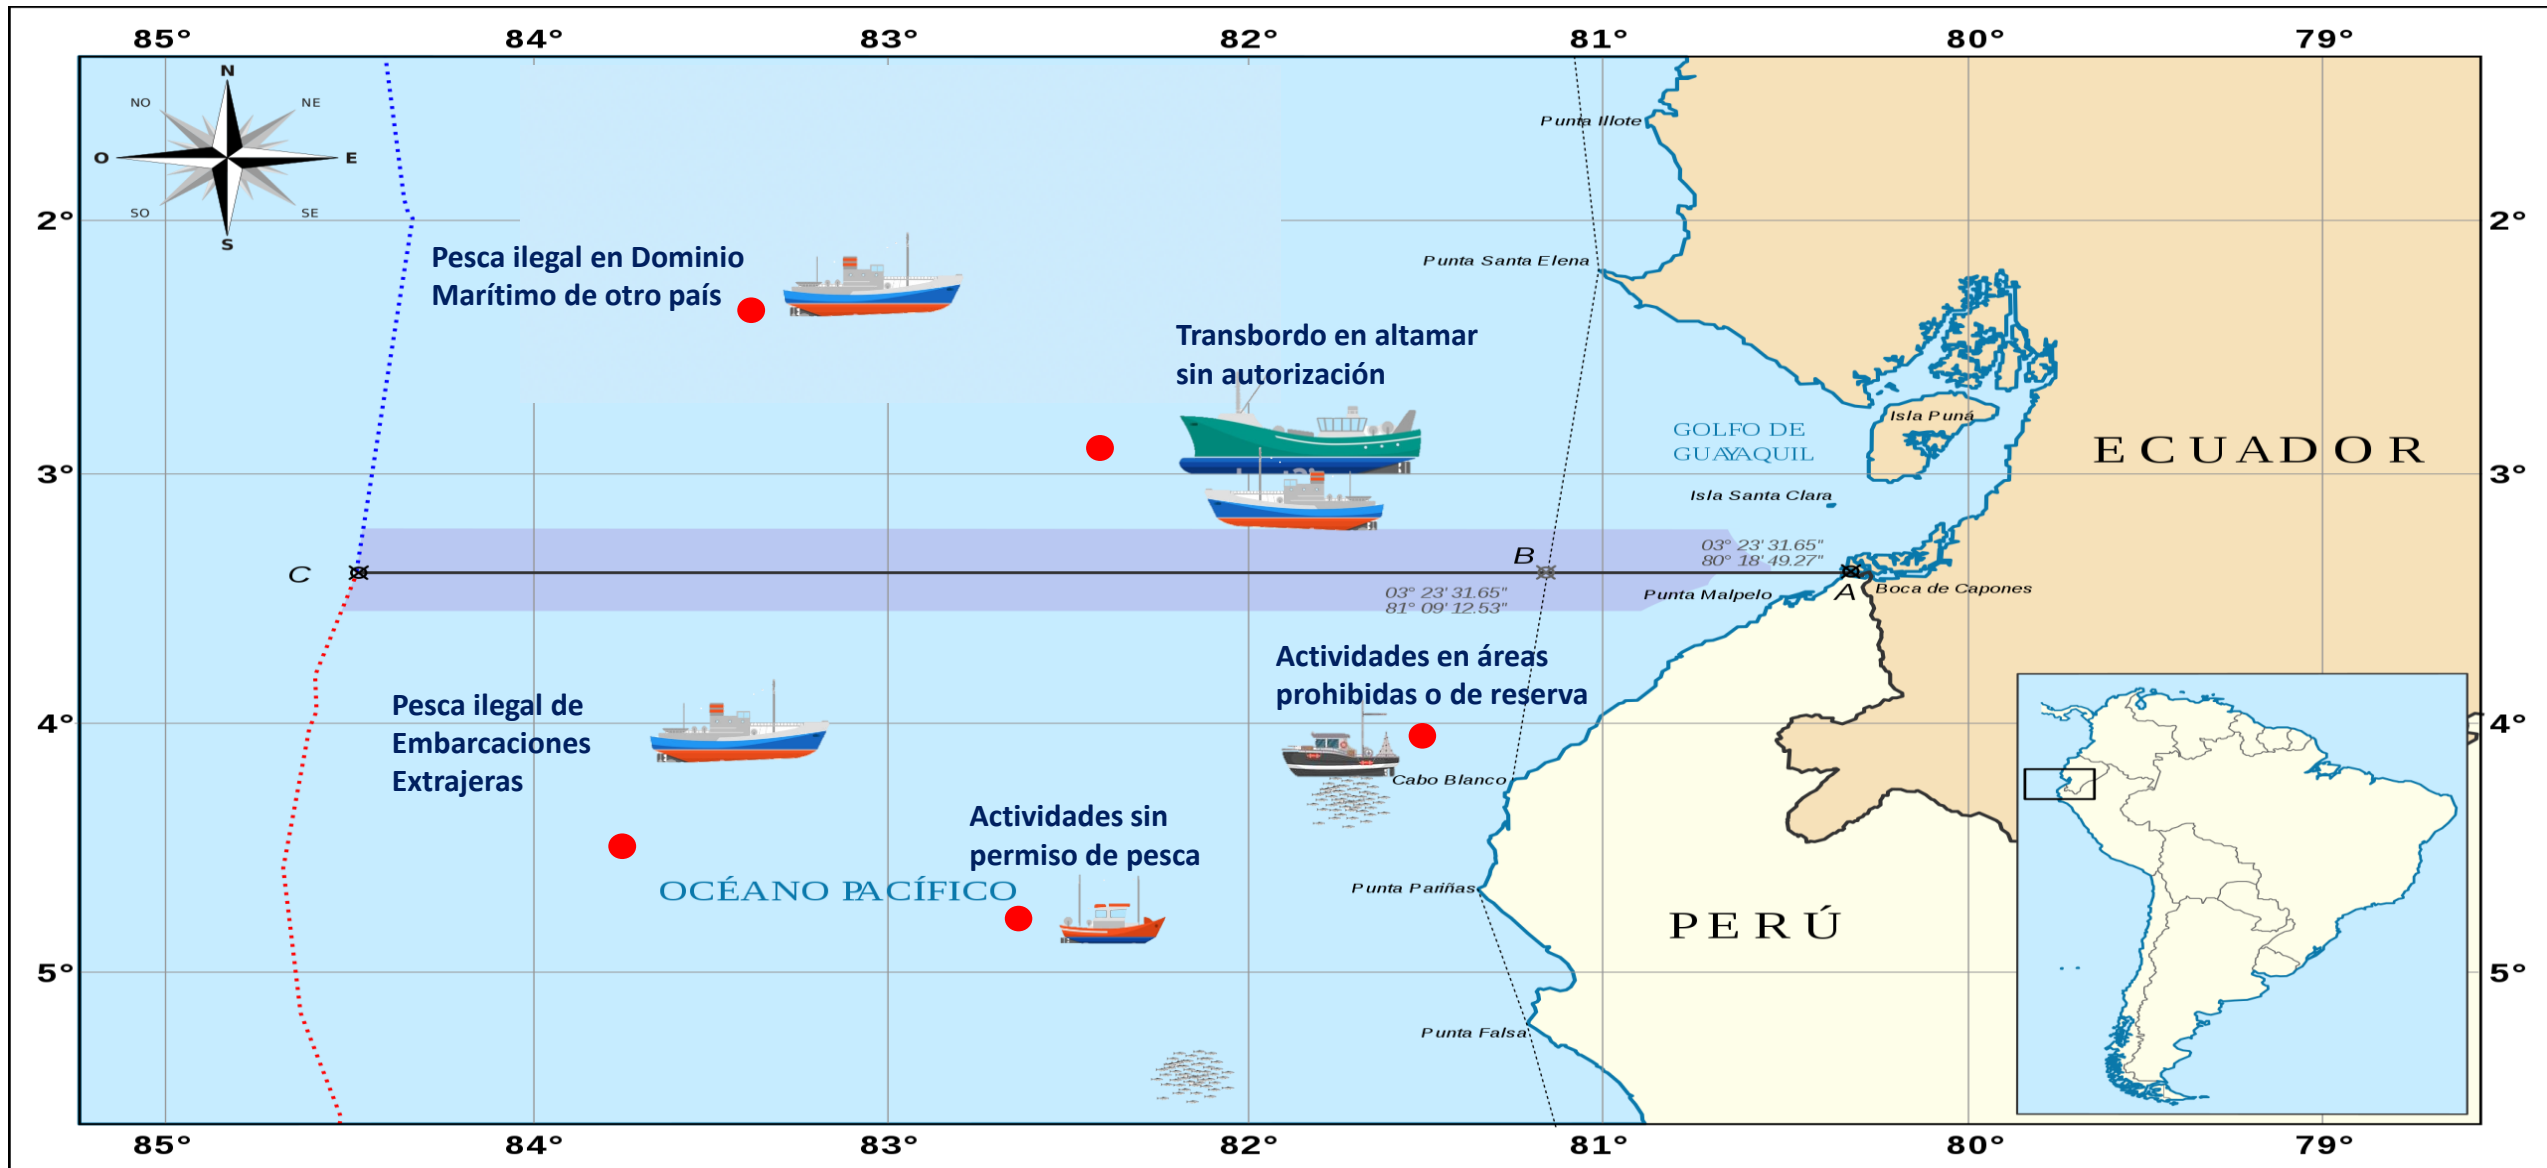 85° 84° 83° 82° 81° 80° 79°
N
NO NE
O E
SO SE
S
Punta Illote
2° 2°
Pesca ilegal en Dominio
Marítimo de otro país
Punta Santa Elena
Transbordo en altamar
sin autorización
Isla Puná
GOLFO DE
GUAYAQUIL
ECUADOR
3° 3°
Isla Santa Clara
C
B
03° 23' 31.65"
80° 18' 49.27"
03° 23' 31.65"
81° 09' 12.53"
Punta Malpelo
A
Boca de Capones
Actividades en áreas
prohibidas o de reserva
Pesca ilegal de
Embarcaciones
Extrajeras
4° 4°
Cabo Blanco
Actividades sin
permiso de pesca
OCÉANO PACÍFICO
Punta Pariñas
PERÚ
5° 5°
Punta Falsa
85° 84° 83° 82° 81° 80° 79°